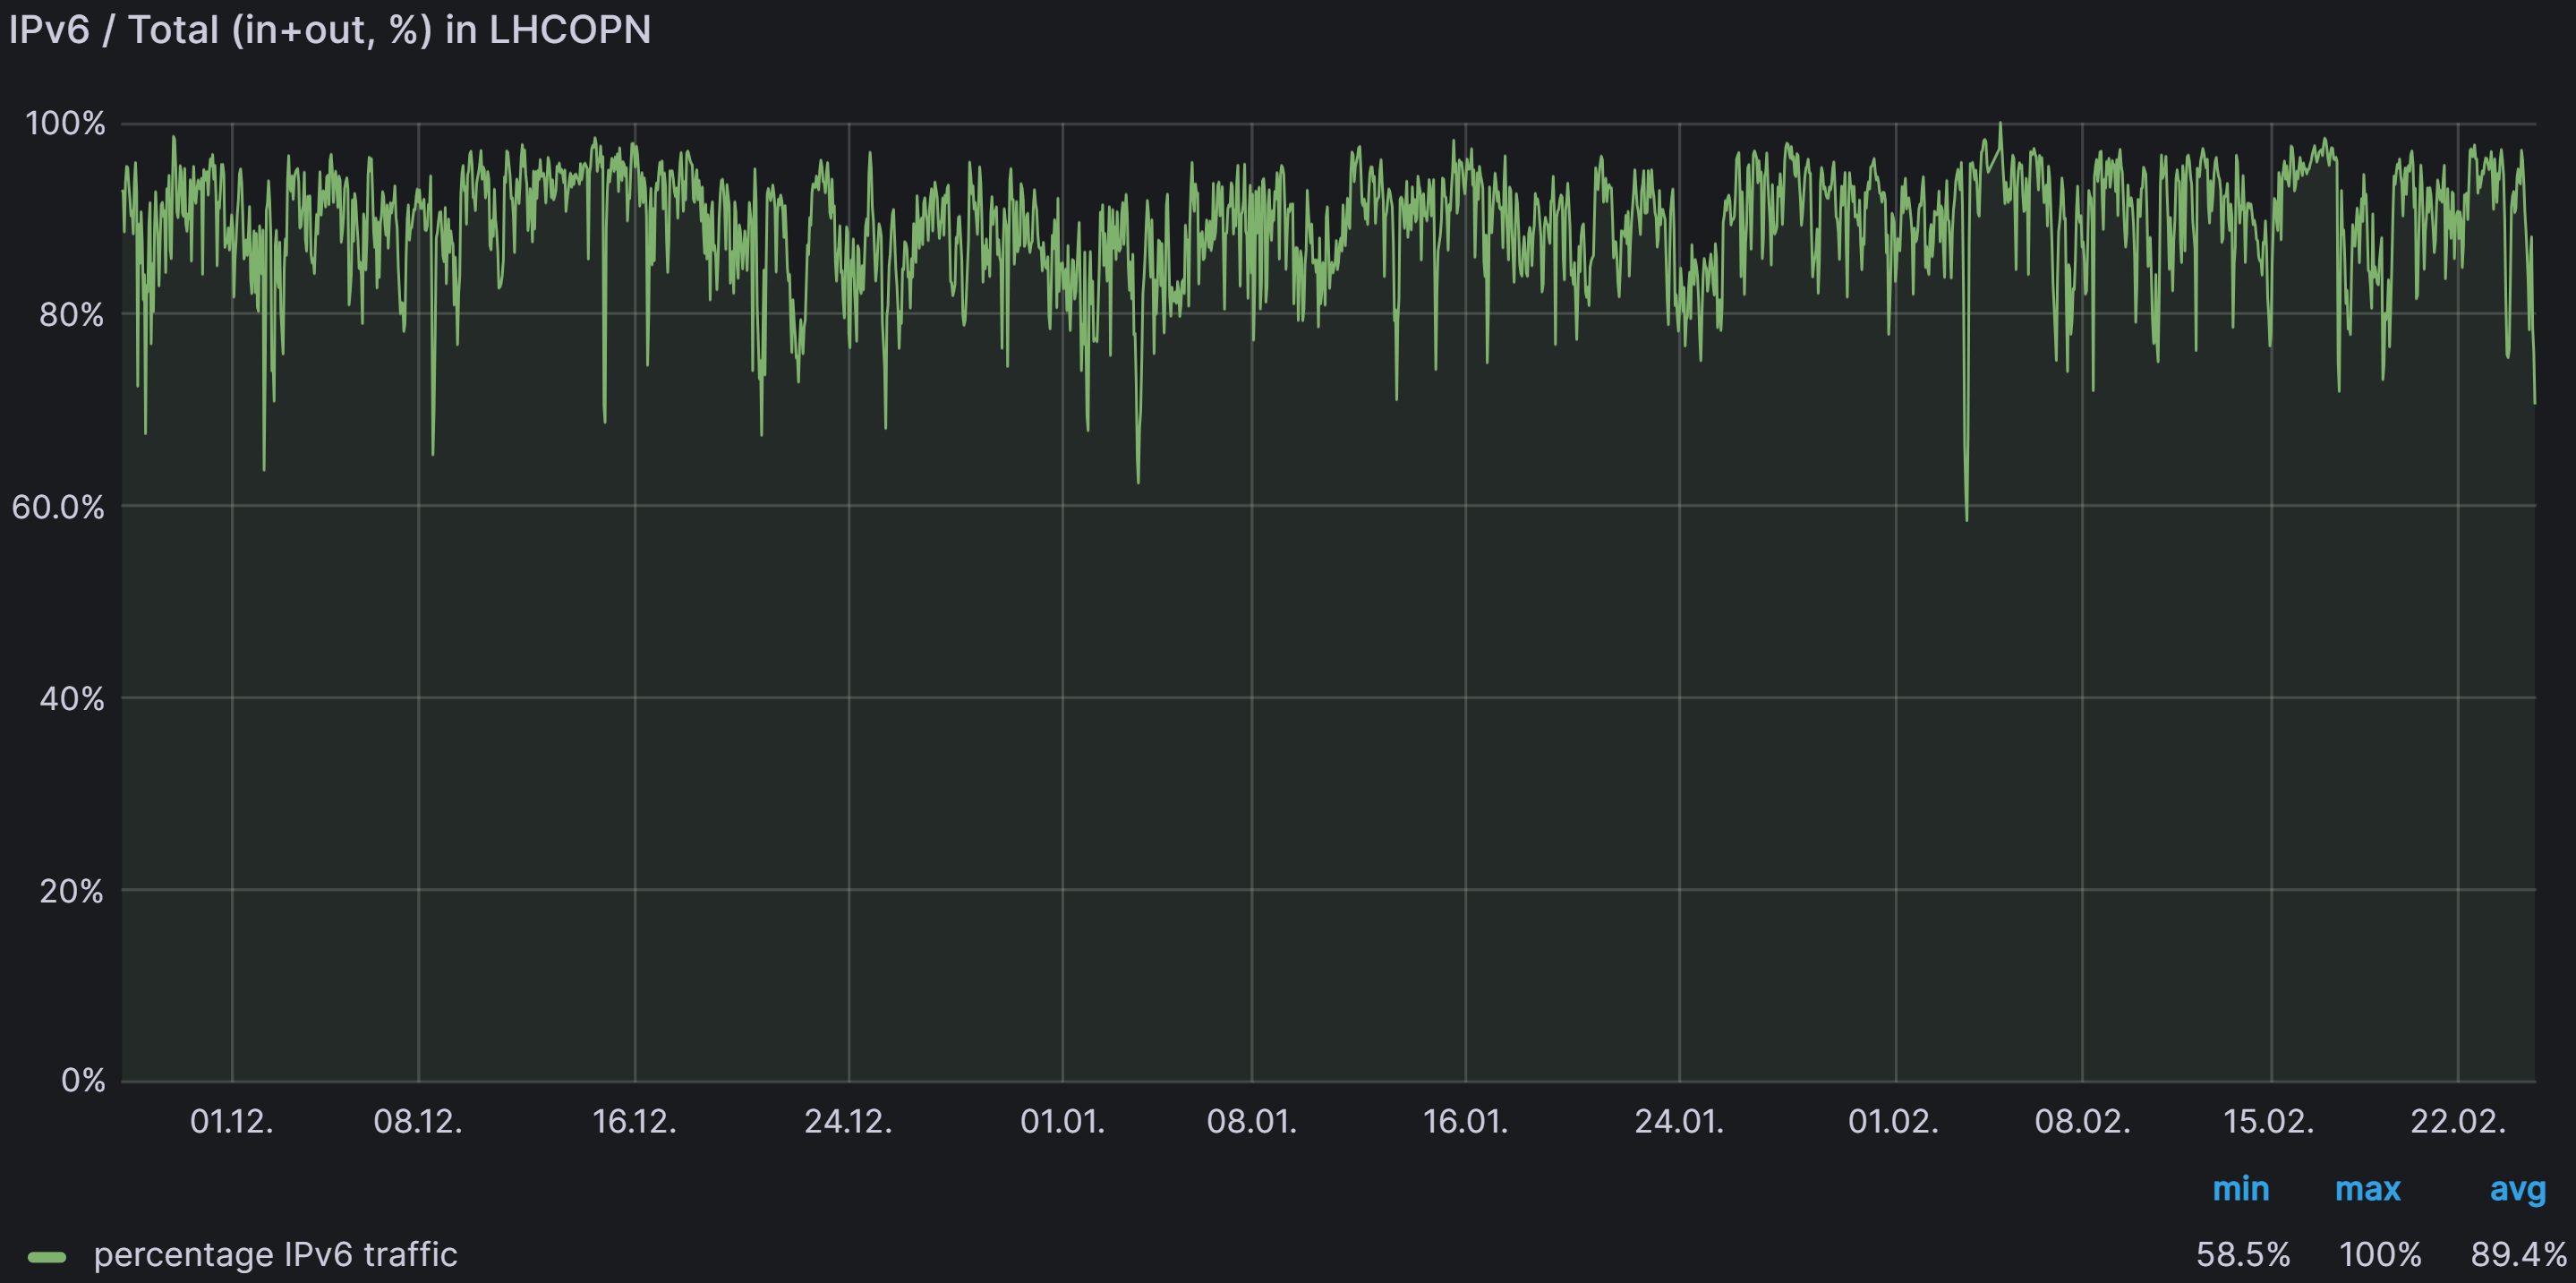 IPv6 / Total (in+out, %) in LHCOPN
100%
80%
60.0%
40%
20%
0%
01.12. 08.12. 16.12. 24.12. 01.01. 08.01. 16.01. 24.01. 01.02. 08.02. 15.02. 22.02.
min max avg
percentage IPv6 traffic 58.5% 100% 89.4%